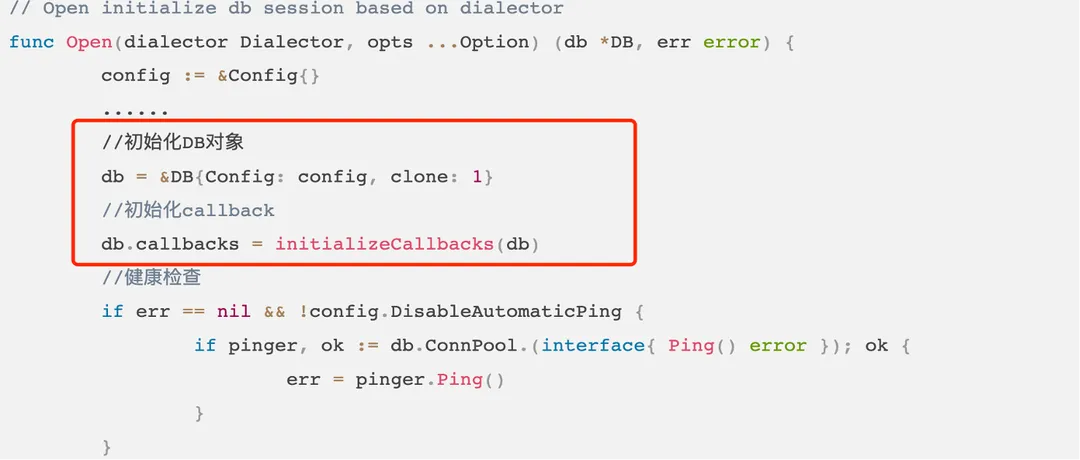 // Open initialize db session based on dialector
func Open(dialector Dialector, opts ...Option) (db *DB, err error) {
config := &Config{}
......
//初始化DB对象
db = &DB{Config: config, clone: 1}
//初始化callback
db.callbacks = initializeCallbacks(db)
//健康检查
if err == nil && !config.DisableAutomaticPing {
if pinger, ok := db.ConnPool.(interface{ Ping() error }); ok {
err = pinger.Ping()
}
}